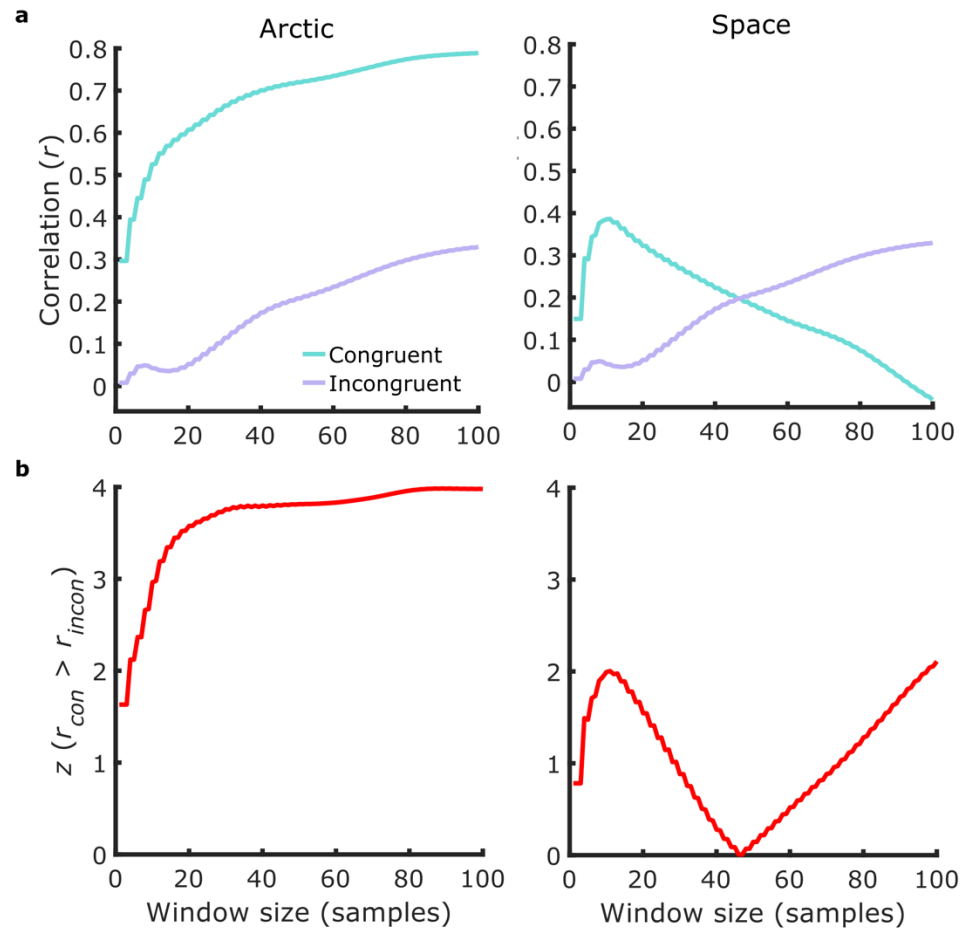 a
Arctic
Space
Correlation (r)
0.8
0.7
0.6
0.5
0.4
0.3
0.2
0.1
0
Congruent
Incongruent
0 20 40 60 80 100
0.8
0.7
0.6
0.5
0.4
0.3
0.2
0.1
0
0 20 40 60 80 100
b
z (r_con > r_incon)
4
3
2
1
0
0 20 40 60 80 100
Window size (samples)
4
3
2
1
0
0 20 40 60 80 100
Window size (samples)